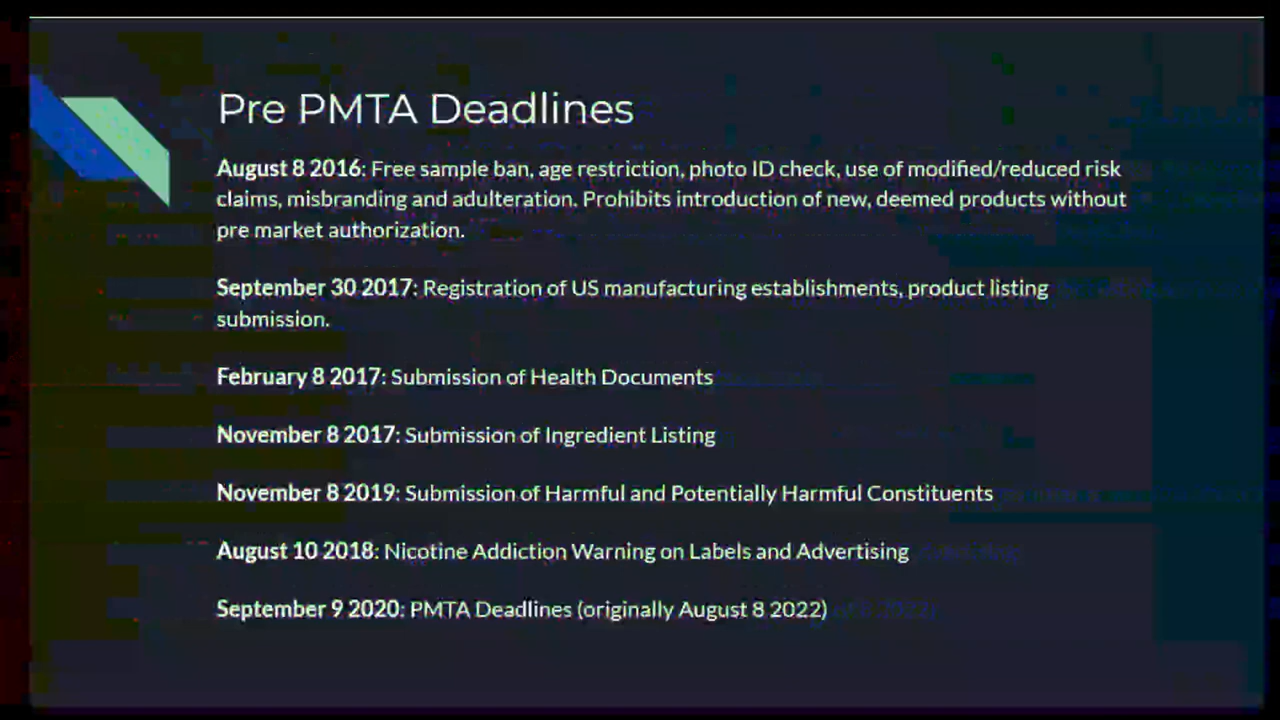 Pre PMTA Deadlines
August 8 2016: Free sample ban, age restriction, photo ID check, use of modified/reduced risk
claims, misbranding and adulteration. Prohibits introduction of new, deemed products without
pre market authorization.
September 30 2017: Registration of US manufacturing establishments, product listing
submission.
February 8 2017: Submission of Health Documents
November 8 2017: Submission of Ingredient Listing
November 8 2019: Submission of Harmful and Potentially Harmful Constituents
August 10 2018: Nicotine Addiction Warning on Labels and Advertising
September 9 2020: PMTA Deadlines (originally August 8 2022)